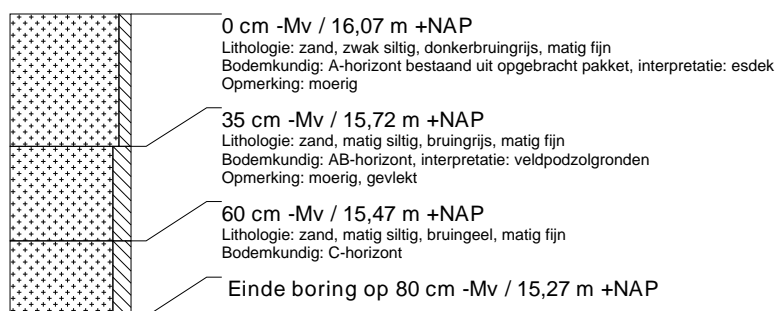 0 cm -Mv / 16,07 m +NAP
Lithologie: zand, zwak siltig, donkerbruingrijs, matig fijn
Bodemkundig: A-horizont bestaand uit opgebracht pakket, interpretatie: esdek
Opmerking: moerig
35 cm -Mv / 15,72 m +NAP
Lithologie: zand, matig siltig, bruingrijs, matig fijn
Bodemkundig: AB-horizont, interpretatie: veldpodzolgronden
Opmerking: moerig, gevlekt
60 cm -Mv / 15,47 m +NAP
Lithologie: zand, matig siltig, bruingeel, matig fijn
Bodemkundig: C-horizont
Einde boring op 80 cm -Mv / 15,27 m +NAP